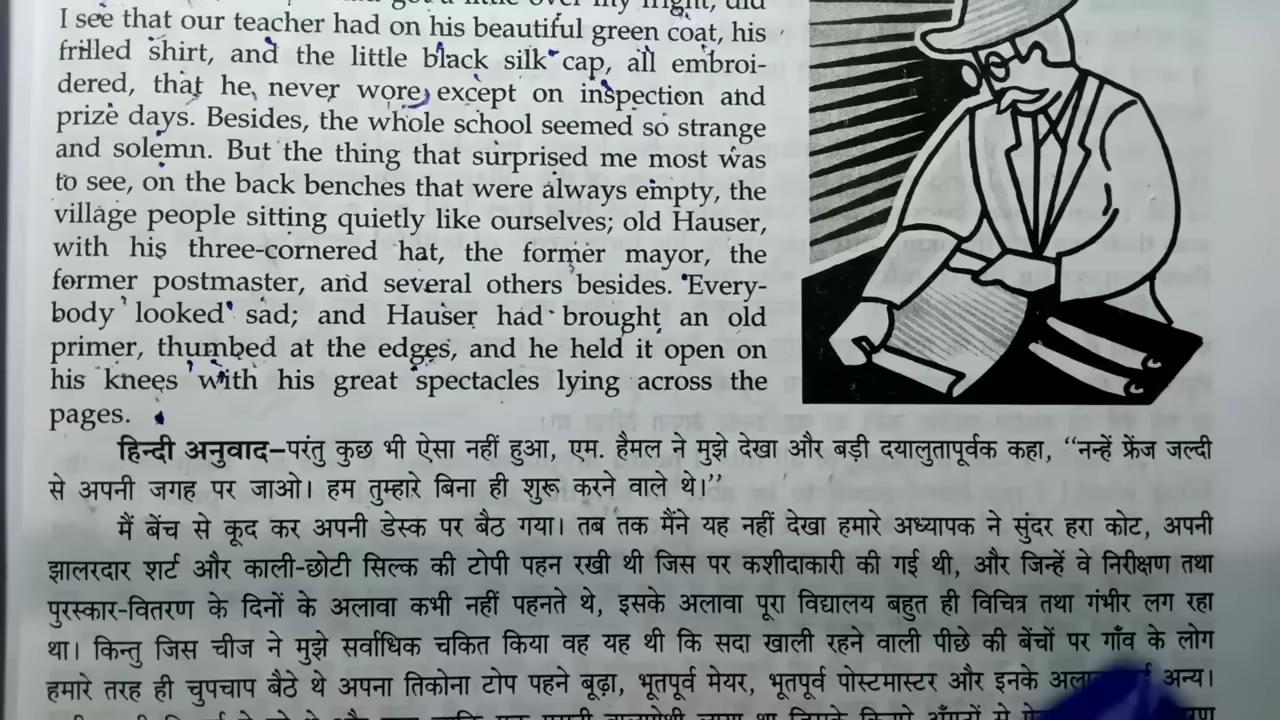 I see that our teacher had on his beautiful green coat, his
frilled shirt, and the little black silk cap, all embroi-
dered, that he never wore except on inspection and
prize days. Besides, the whole school seemed so strange
and solemn. But the thing that surprised me most was
to see, on the back benches that were always empty, the
village people sitting quietly like ourselves; old Hauser,
with his three-cornered hat, the former mayor, the
former postmaster, and several others besides. Every-
body looked sad; and Hauser had brought an old
primer, thumbed at the edges, and he held it open on
his knees with his great spectacles lying across the
pages.
हिन्दी अनुवाद–परंतु कुछ भी ऐसा नहीं हुआ, एम. हैमल ने मुझे देखा और बड़ी दयालुतापूर्वक कहा, “नन्हें फ्रेंज जल्दी
से अपनी जगह पर जाओ। हम तुम्हारे बिना ही शुरू करने वाले थे।”
मैं बेंच से कूद कर अपनी डेस्क पर बैठ गया। तब तक मैंने यह नहीं देखा हमारे अध्यापक ने सुंदर हरा कोट, अपनी
झालरदार शर्ट और काली-छोटी सिल्क की टोपी पहन रखी थी जिस पर कशीदाकारी की गई थी, और जिन्हें वे निरीक्षण तथा
पुरस्कार-वितरण के दिनों के अलावा कभी नहीं पहनते थे, इसके अलावा पूरा विद्यालय बहुत ही विचित्र तथा गंभीर लग रहा
था। किन्तु जिस चीज ने मुझे सर्वाधिक चकित किया वह यह थी कि सदा खाली रहने वाली पीछे की बेंचों पर गाँव के लोग
हमारे तरह ही चुपचाप बैठे थे अपना तिकोना टोप पहने बूढ़ा, भूतपूर्व मेयर, भूतपूर्व पोस्टमास्टर और इनके अन्य।